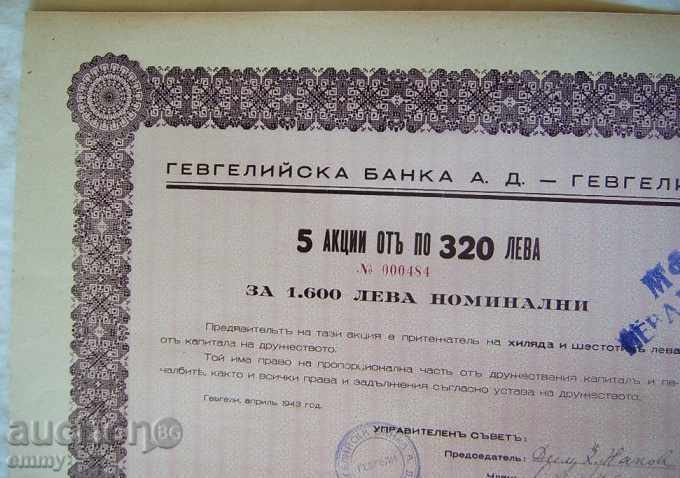 ГЕВГЕЛИЙСКА БАНКА А. Д. — ГЕВГЕЛИ
5 АКЦИИ ОТЪ ПО 320 ЛЕВА
№ 000484
ЗА 1.600 ЛЕВА НОМИНАЛНИ
Предявительтъ на тази акция е притежатель на хиляда и шестотинъ лева
отъ капитала на дружеството.
Той има право на пропорционална часть отъ дружествения капиталъ и пе-
чалбитѣ, както и всички права и задължения съгласно устава на дружеството.
Гевгели, априлъ 1943 год.
УПРАВИТЕЛЕНЪ СЪВЕТЪ:
Председатель:
ГЕВГЕЛИ
auction BG
emmy